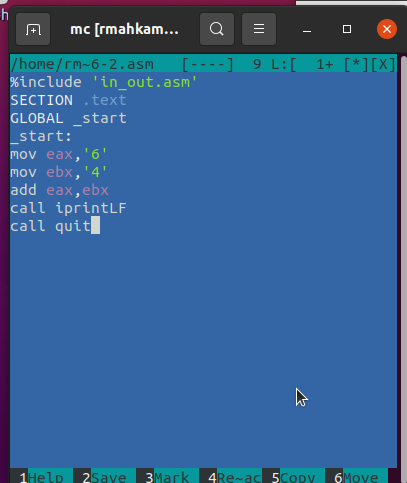 mc [rmahkam…
/home/rm~6-2.asm   [----]  9 L:[  1+ [*][X]
%include 'in_out.asm'
SECTION .text
GLOBAL _start
_start:
mov eax,'6'
mov ebx,'4'
add eax,ebx
call iprintLF
call quit
1Help  2Save  3Mark  4Re~ac 5Copy  6Move